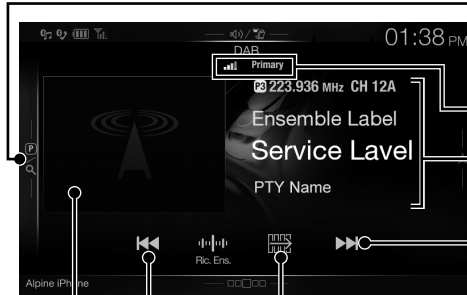 01:38 PM
DAB
Primary
P3 223.936 MHz CH 12A
Ensemble Label
Service Lavel
PTY Name
P
Ric. Ens.
Alpine iPhone